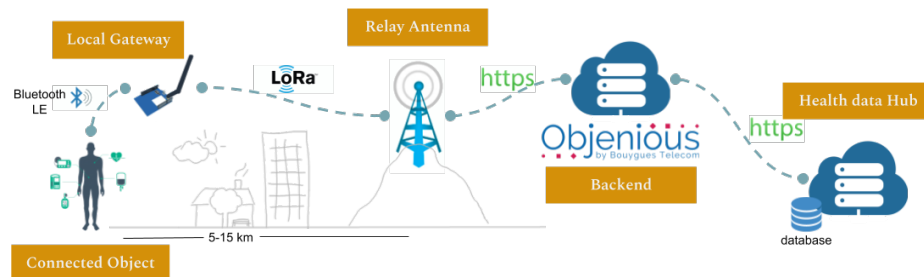 Local Gateway
Relay Antenna
Bluetooth
LE
LoRa
https
Health data Hub
https
Objenious
by Bouygues Telecom
Backend
5-15 km
database
Connected Object